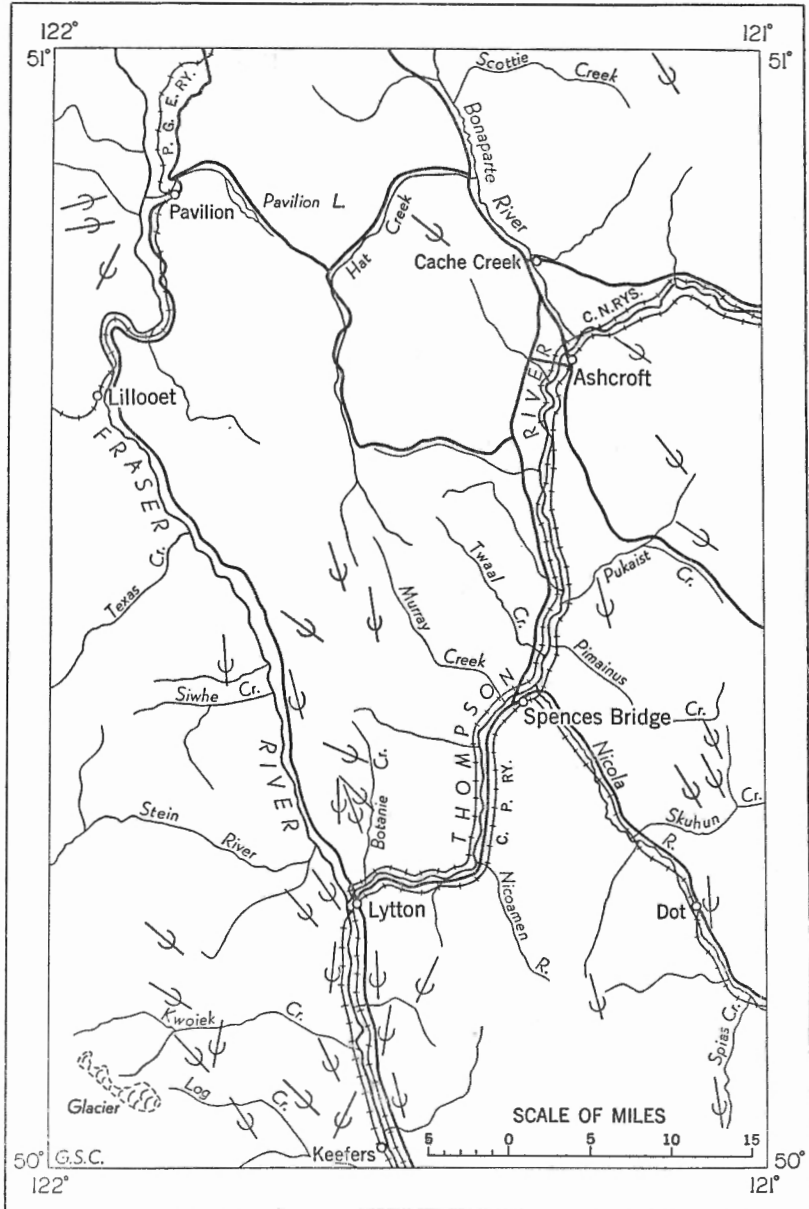 122°
121°
51°
51°
Scottie
Creek
P. G. E. RY.
Bonaparte
River
Pavilion
Pavilion L.
Hat
Creek
Cache Creek
C. N. RYS.
RIVER
Ashcroft
Lillooet
FRASER
RIVER
Texas
Cr.
Twaal
Cr.
Pukaist
Cr.
Murray
Creek
Pimainus
Cr.
Siwhe
Cr.
THOMPSON
Spences Bridge
Nicola
R.
Botanie
Cr.
C. P. RY.
Skuhun
Cr.
Stein
River
Lytton
Nicoamen
R.
Dot
Kwoiek
Cr.
Spias Cr.
Glacier
Log
Cr.
SCALE OF MILES
5 0 5 10 15
Keefers
50°
G.S.C.
50°
122°
121°